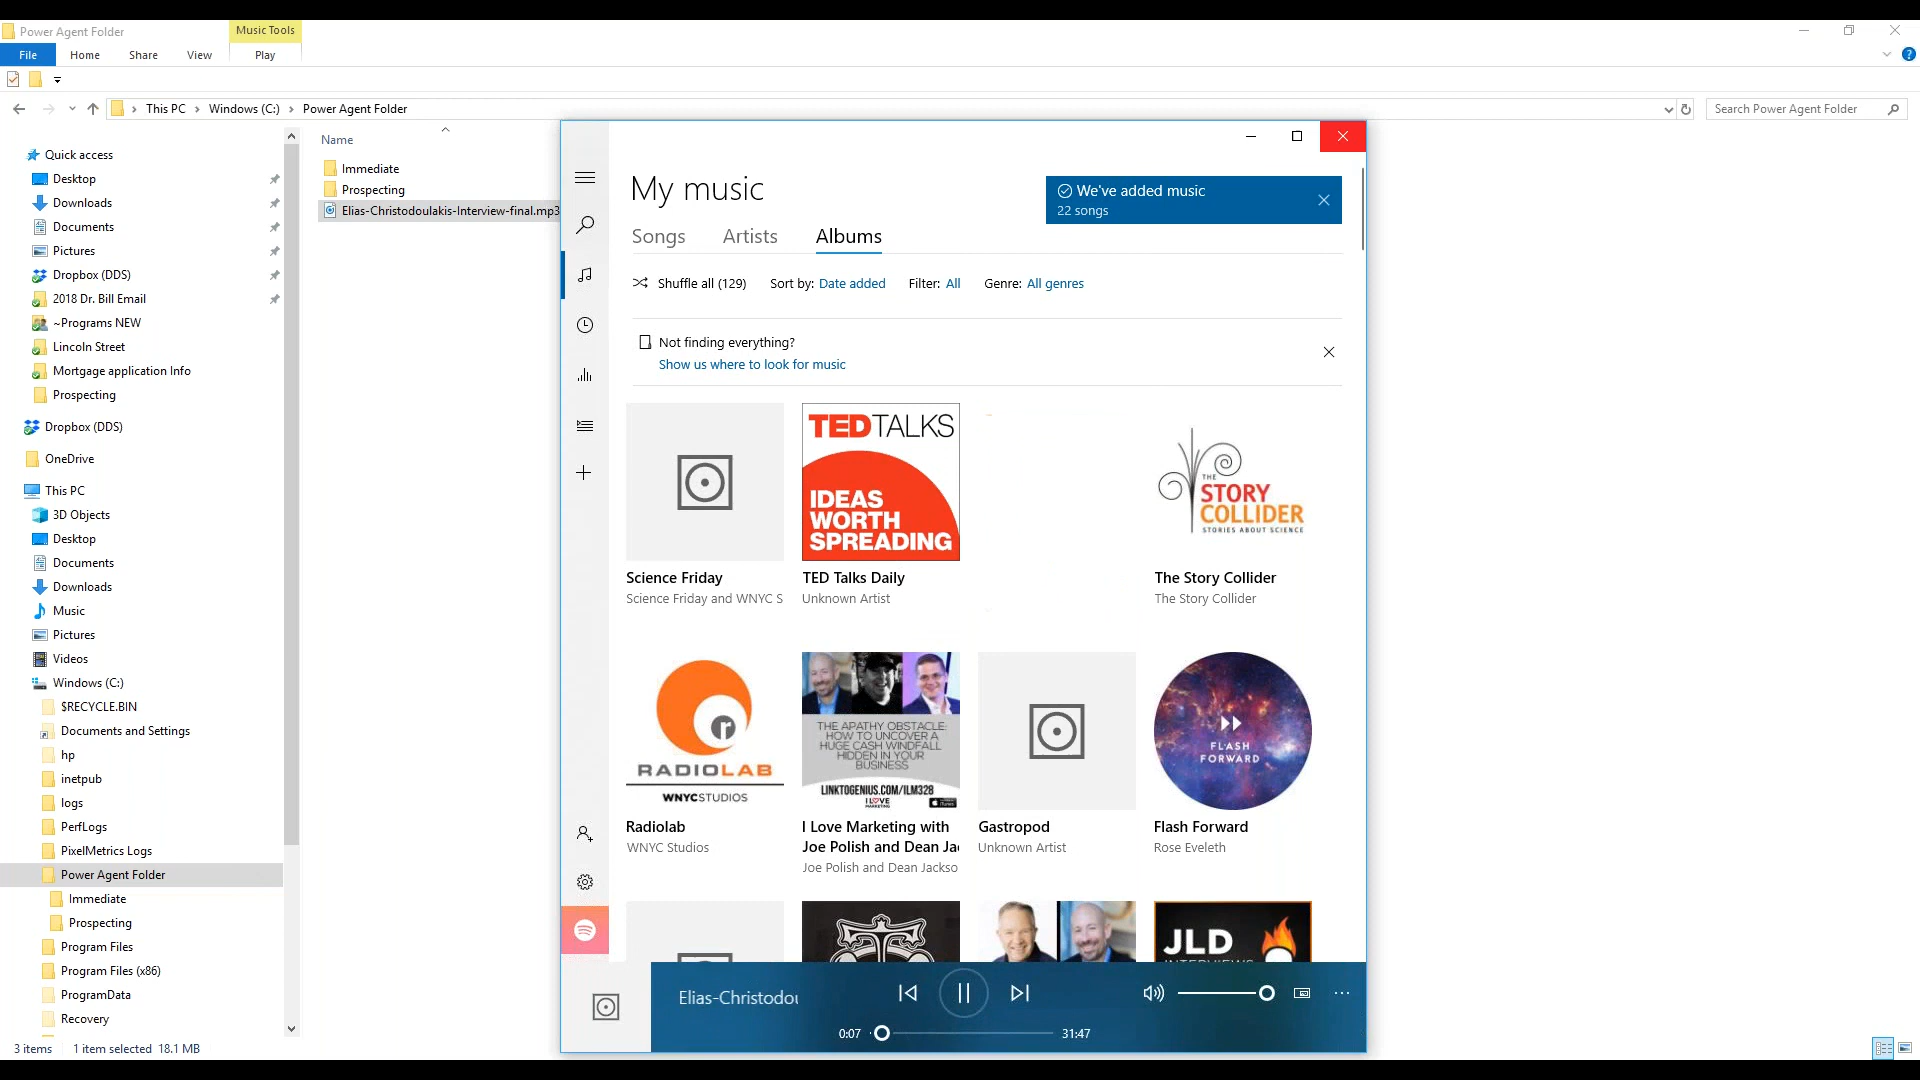 Power Agent Folder
Music Tools
File
Home
Share
View
Play
This PC
Windows (C:)
Power Agent Folder
Search Power Agent Folder
Quick access
Desktop
Downloads
Documents
Pictures
Dropbox (DDS)
2018 Dr. Bill Email
~Programs NEW
Lincoln Street
Mortgage application Info
Prospecting
Dropbox (DDS)
OneDrive
This PC
3D Objects
Desktop
Documents
Downloads
Music
Pictures
Videos
Windows (C:)
$RECYCLE.BIN
Documents and Settings
hp
inetpub
logs
PerfLogs
PixelMetrics Logs
Power Agent Folder
Immediate
Prospecting
Program Files
Program Files (x86)
ProgramData
Recovery
3 items
1 item selected 18.1 MB
Name
Immediate
Prospecting
Elias-Christodoulakis-Interview-final.mp3
My music
We've added music
22 songs
Songs
Artists
Albums
Shuffle all (129)
Sort by: Date added
Filter: All
Genre: All genres
Not finding everything?
Show us where to look for music
TED TALKS
IDEAS
WORTH
SPREADING
THE
STORY
COLLIDER
STORIES ABOUT SCIENCE
Science Friday
Science Friday and WNYC S
TED Talks Daily
Unknown Artist
The Story Collider
The Story Collider
r
RADIOLAB
WNYCSTUDIOS
THE APATHY OBSTACLE:
HOW TO UNCOVER A
HUGE CASH WINDFALL
HIDDEN IN YOUR
BUSINESS
LINKTOGENIUS.COM/ILM328
I LOVE
MARKETING
FLASH
FORWARD
Radiolab
WNYC Studios
I Love Marketing with
Joe Polish and Dean Ja
Joe Polish and Dean Jackso
Gastropod
Unknown Artist
Flash Forward
Rose Eveleth
JLD
INTERVIEWS
Elias-Christodou
0:07
31:47